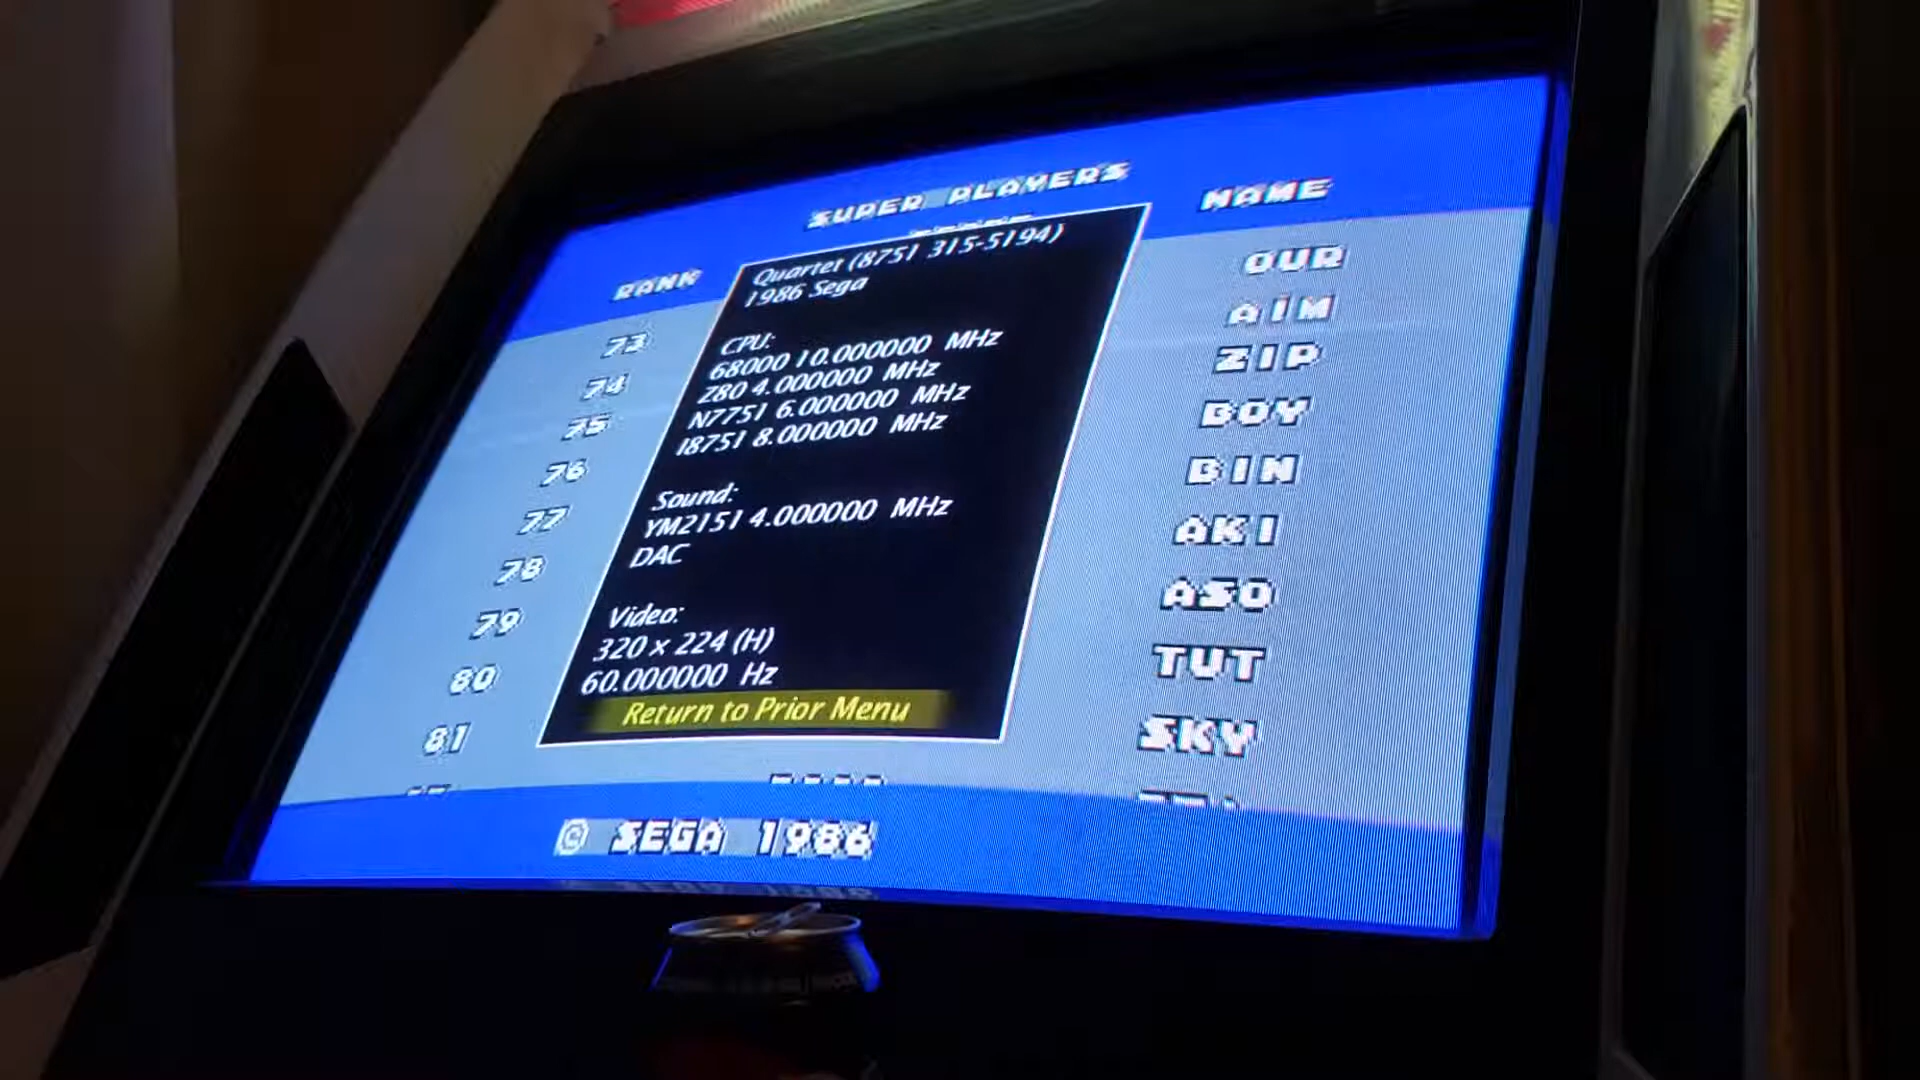 SUPER PLAYERS
RANK
NAME
73
OUR
74
AIM
75
ZIP
76
BOY
77
BIN
78
AKI
79
ASO
80
TUT
81
SKY
Quartet (8751 315-5194)
1986 Sega
CPU:
68000 10.000000 MHz
Z80 4.000000 MHz
N7751 6.000000 MHz
I8751 8.000000 MHz
Sound:
YM2151 4.000000 MHz
DAC
Video:
320 x 224 (H)
60.000000 Hz
Return to Prior Menu
© SEGA 1986